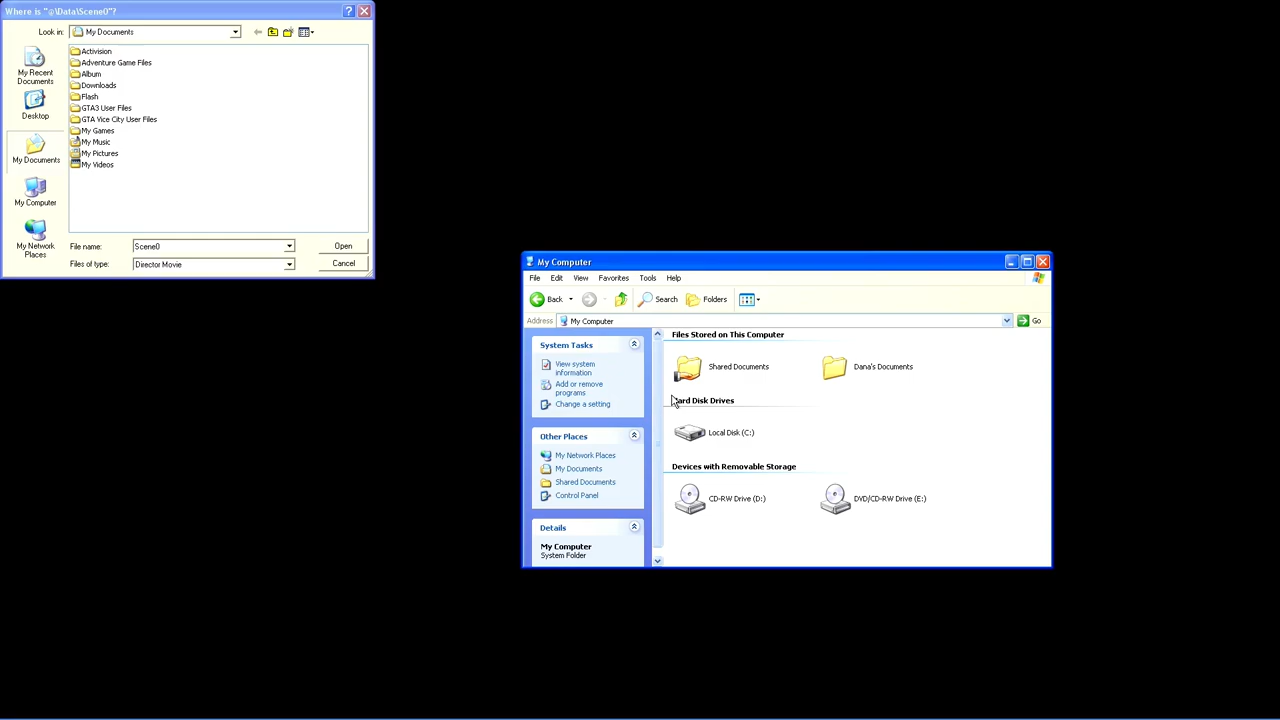 Where is "@\Data\Scene0"?
Look in:
My Documents
My Recent
Documents
Desktop
My Documents
My Computer
My Network
Places
Activision
Adventure Game Files
Album
Downloads
Flash
GTA3 User Files
GTA Vice City User Files
My Games
My Music
My Pictures
My Videos
File name:
Scene0
Open
Files of type:
Director Movie
Cancel
My Computer
File Edit View Favorites Tools Help
Back
Search
Folders
Address
My Computer
Go
System Tasks
View system
information
Add or remove
programs
Change a setting
Other Places
My Network Places
My Documents
Shared Documents
Control Panel
Details
My Computer
System Folder
Files Stored on This Computer
Shared Documents
Dana's Documents
Hard Disk Drives
Local Disk (C:)
Devices with Removable Storage
CD-RW Drive (D:)
DVD/CD-RW Drive (E:)